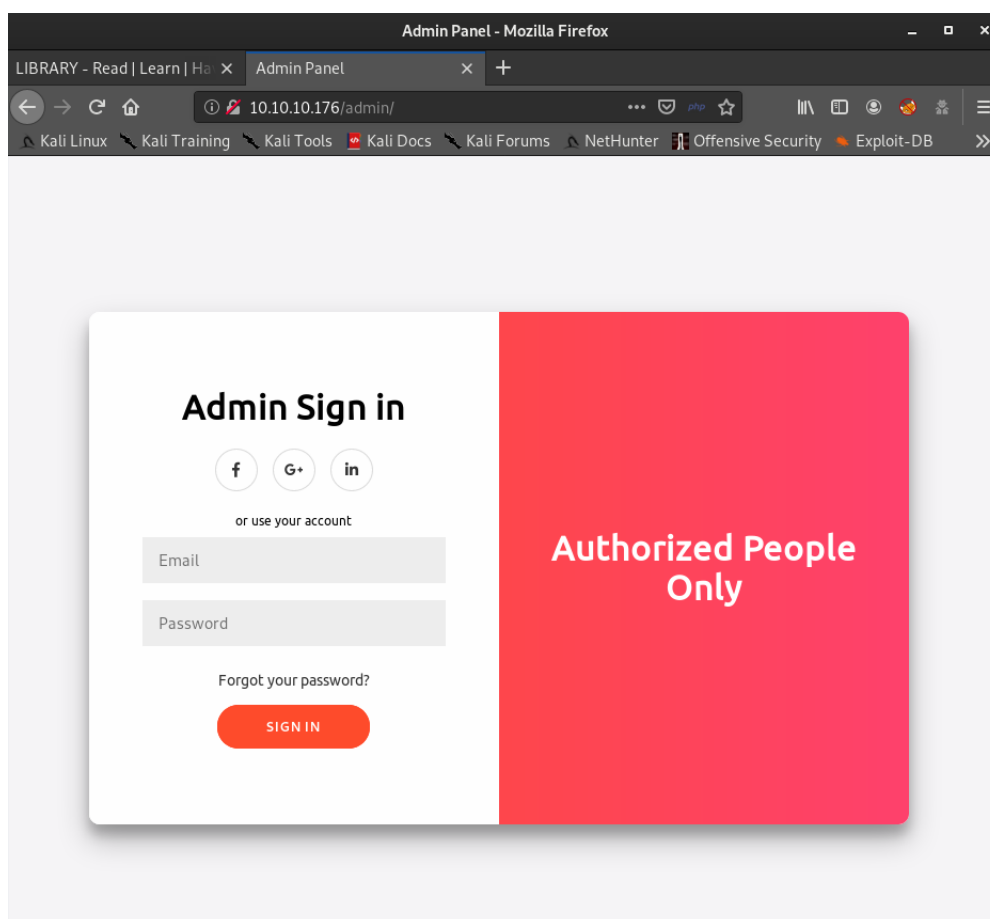 Admin Panel - Mozilla Firefox
LIBRARY - Read | Learn | Ha
Admin Panel
10.10.10.176/admin/
php
Kali Linux Kali Training Kali Tools Kali Docs Kali Forums NetHunter Offensive Security Exploit-DB
Admin Sign in
f G+ in
or use your account
Email
Password
Forgot your password?
SIGN IN
Authorized People
Only